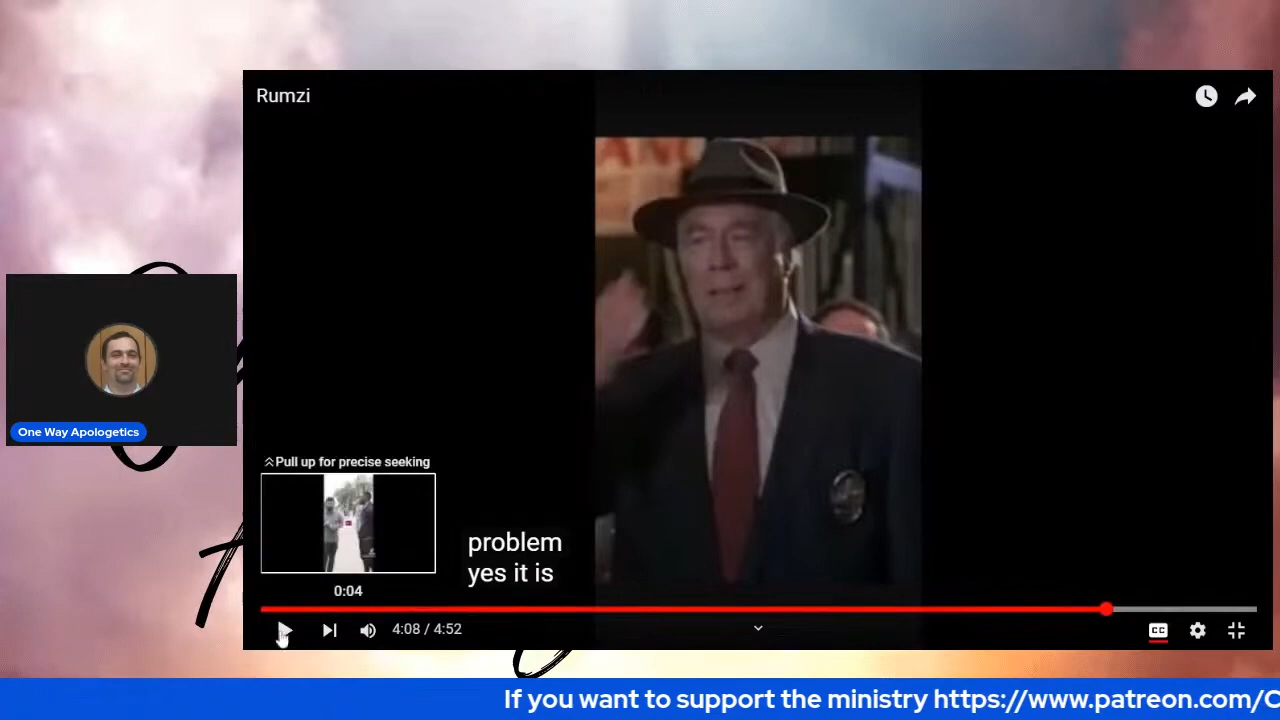 Rumzi
One Way Apologetics
Pull up for precise seeking
0:04
problem
yes it is
4:08 / 4:52
CC
If you want to support the ministry https://www.patreon.com/